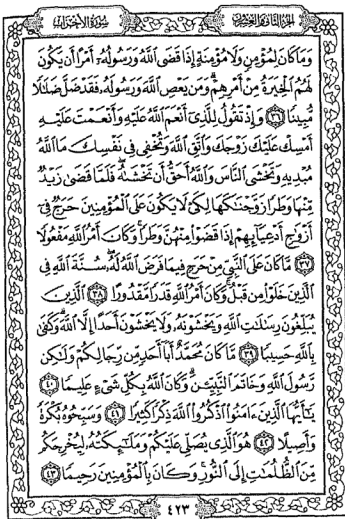 الجزء الثاني والعشرون
سورة الأحزاب
وَمَا كَانَ لِمُؤْمِنٍ وَلَا مُؤْمِنَةٍ إِذَا قَضَى اللَّهُ وَرَسُولُهُ أَمْرًا أَن يَكُونَ
لَهُمُ الْخِيَرَةُ مِنْ أَمْرِهِمْ وَمَن يَعْصِ اللَّهَ وَرَسُولَهُ فَقَدْ ضَلَّ ضَلَالًا
مُّبِينًا ٣٦ وَإِذْ تَقُولُ لِلَّذِي أَنْعَمَ اللَّهُ عَلَيْهِ وَأَنْعَمْتَ عَلَيْهِ
أَمْسِكْ عَلَيْكَ زَوْجَكَ وَاتَّقِ اللَّهَ وَتُخْفِي فِي نَفْسِكَ مَا اللَّهُ
مُبْدِيهِ وَتَخْشَى النَّاسَ وَاللَّهُ أَحَقُّ أَن تَخْشَاهُ فَلَمَّا قَضَى زَيْدٌ
مِّنْهَا وَطَرًا زَوَّجْنَاكَهَا لِكَيْ لَا يَكُونَ عَلَى الْمُؤْمِنِينَ حَرَجٌ فِي
أَزْوَاجِ أَدْعِيَائِهِمْ إِذَا قَضَوْا مِنْهُنَّ وَطَرًا وَكَانَ أَمْرُ اللَّهِ مَفْعُولًا
٣٧ مَّا كَانَ عَلَى النَّبِيِّ مِنْ حَرَجٍ فِيمَا فَرَضَ اللَّهُ لَهُ سُنَّةَ اللَّهِ فِي
الَّذِينَ خَلَوْا مِن قَبْلُ وَكَانَ أَمْرُ اللَّهِ قَدَرًا مَّقْدُورًا ٣٨ الَّذِينَ
يُبَلِّغُونَ رِسَالَاتِ اللَّهِ وَيَخْشَوْنَهُ وَلَا يَخْشَوْنَ أَحَدًا إِلَّا اللَّهَ وَكَفَى
بِاللَّهِ حَسِيبًا ٣٩ مَّا كَانَ مُحَمَّدٌ أَبَا أَحَدٍ مِّن رِّجَالِكُمْ وَلَٰكِن
رَّسُولَ اللَّهِ وَخَاتَمَ النَّبِيِّينَ وَكَانَ اللَّهُ بِكُلِّ شَيْءٍ عَلِيمًا ٤٠
يَا أَيُّهَا الَّذِينَ آمَنُوا اذْكُرُوا اللَّهَ ذِكْرًا كَثِيرًا ٤١ وَسَبِّحُوهُ بُكْرَةً
وَأَصِيلًا ٤٢ هُوَ الَّذِي يُصَلِّي عَلَيْكُمْ وَمَلَائِكَتُهُ لِيُخْرِجَكُم
مِّنَ الظُّلُمَاتِ إِلَى النُّورِ وَكَانَ بِالْمُؤْمِنِينَ رَحِيمًا ٤٣
٤٢٣